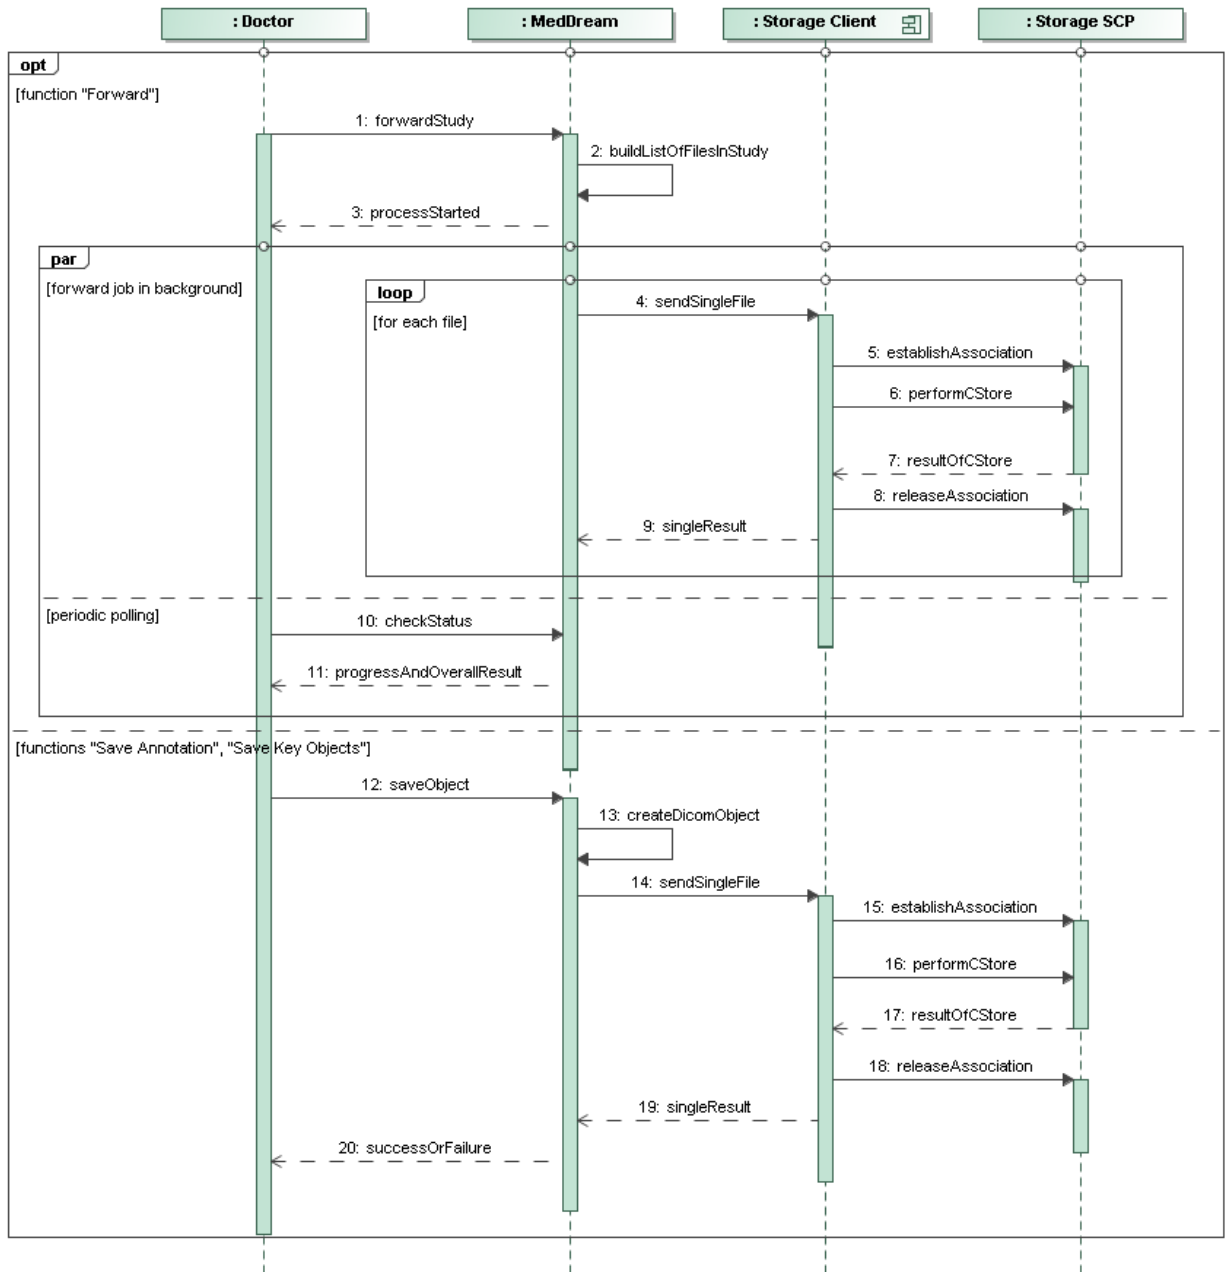 : Doctor
: MedDream
: Storage Client
: Storage SCP
opt
[function "Forward"]
1: forwardStudy
2: buildListOfFilesInStudy
3: processStarted
par
[forward job in background]
loop
[for each file]
4: sendSingleFile
5: establishAssociation
6: performCStore
7: resultOfCStore
8: releaseAssociation
9: singleResult
[periodic polling]
10: checkStatus
11: progressAndOverallResult
[functions "Save Annotation", "Save Key Objects"]
12: saveObject
13: createDicomObject
14: sendSingleFile
15: establishAssociation
16: performCStore
17: resultOfCStore
18: releaseAssociation
19: singleResult
20: successOrFailure